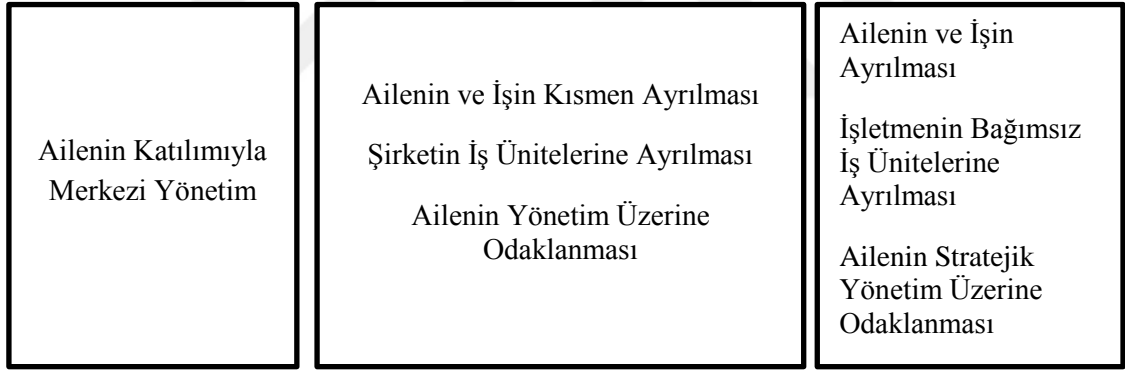 Ailenin Katılımıyla
Merkezi Yönetim
Ailenin ve İşin Kısmen Ayrılması
Şirketin İş Ünitelerine Ayrılması
Ailenin Yönetim Üzerine
Odaklanması
Ailenin ve İşin
Ayrılması
İşletmenin Bağımsız
İş Ünitelerine
Ayrılması
Ailenin Stratejik
Yönetim Üzerine
Odaklanması